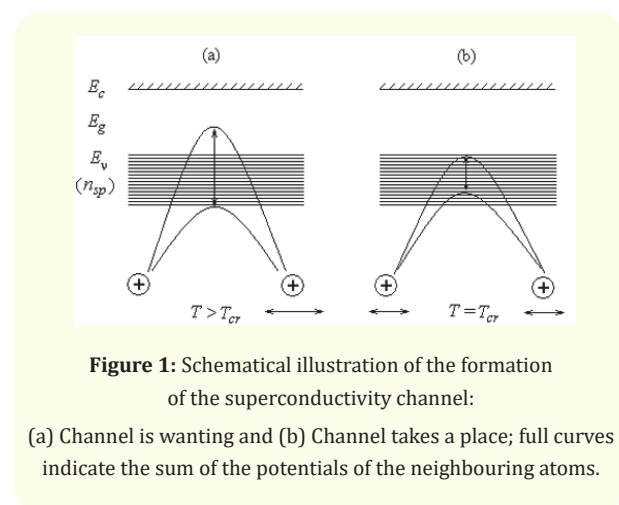 (a) (b)
E_c
E_g
E_v
(n_sp)
+ + + +
T > T_cr T = T_cr
Figure 1: Schematical illustration of the formation
of the superconductivity channel:
(a) Channel is wanting and (b) Channel takes a place; full curves
indicate the sum of the potentials of the neighbouring atoms.